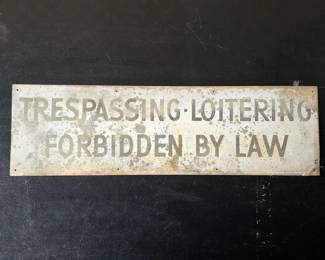 TRESPASSING·LOITERING
FORBIDDEN BY LAW